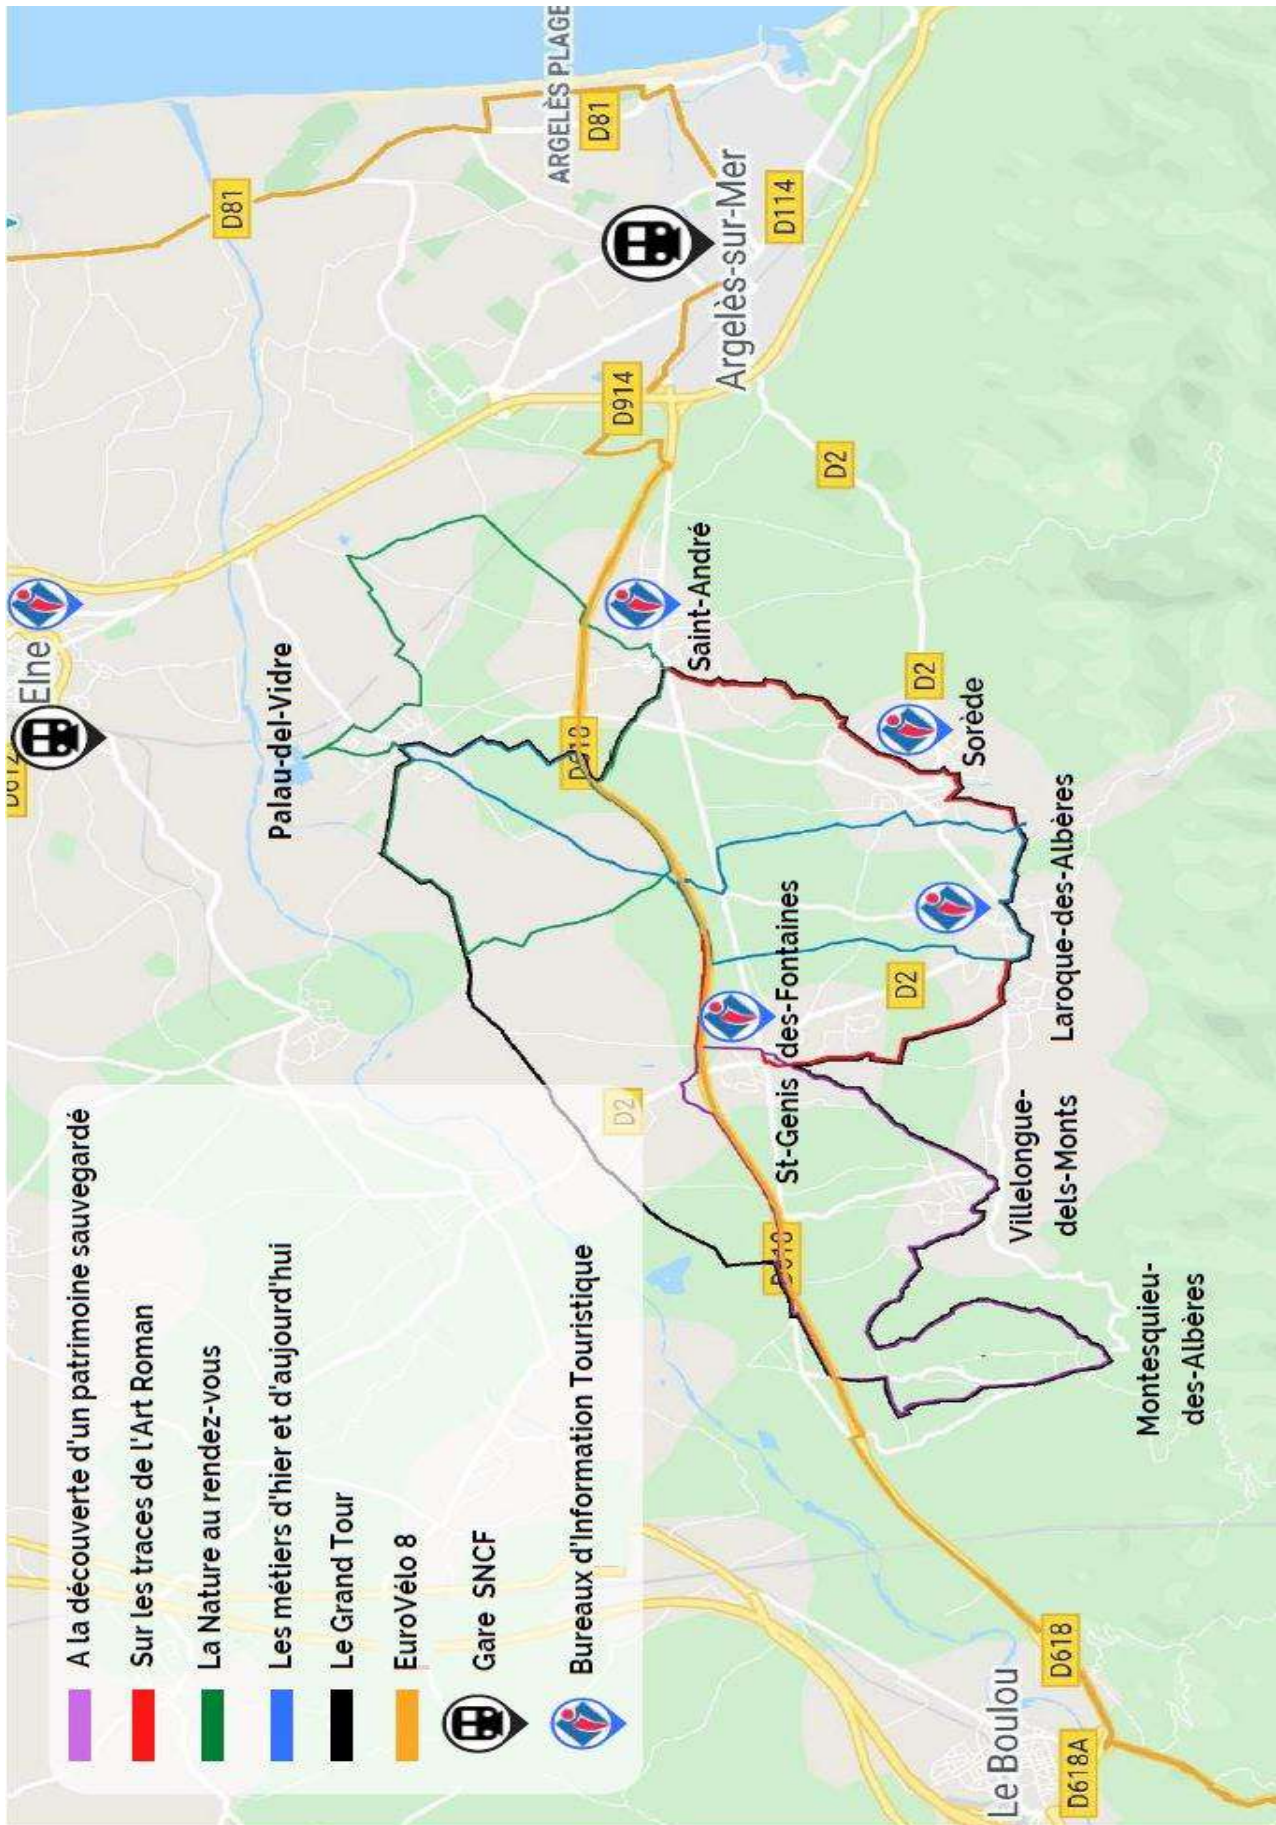 A la découverte d'un patrimoine sauvegardé
Sur les traces de l'Art Roman
La Nature au rendez-vous
Les métiers d'hier et d'aujourd'hui
Le Grand Tour
EuroVélo 8
Gare SNCF
Bureaux d'Information Touristique
Elne
D81
ARGELÈS PLAGE
D81
Argelès-sur-Mer
D114
D914
D2
Palau-del-Vidre
Saint-André
D2
Sorède
Laroque-des-Albères
D2
St-Genis
des-Fontaines
D2
Villelongue-
dels-Monts
Montesquieu-
des-Albères
Le Boulou
D618
D618A